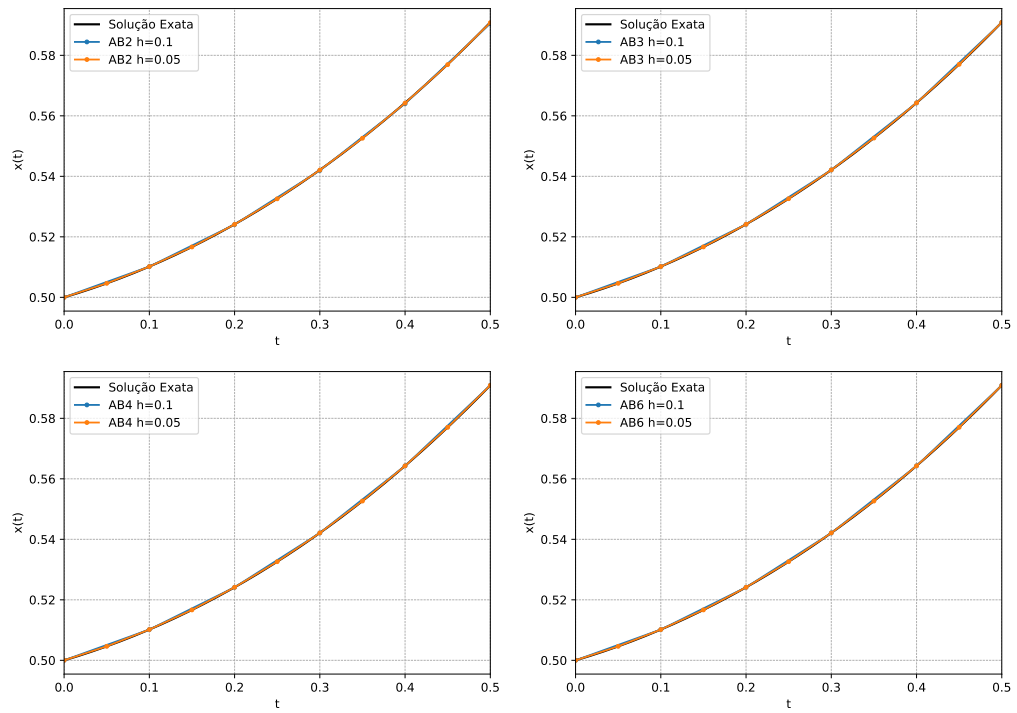 Solução Exata
AB2 h=0.1
AB2 h=0.05
x(t)
0.58
0.56
0.54
0.52
0.50
0.0 0.1 0.2 0.3 0.4 0.5
t
Solução Exata
AB3 h=0.1
AB3 h=0.05
x(t)
0.58
0.56
0.54
0.52
0.50
0.0 0.1 0.2 0.3 0.4 0.5
t
Solução Exata
AB4 h=0.1
AB4 h=0.05
x(t)
0.58
0.56
0.54
0.52
0.50
0.0 0.1 0.2 0.3 0.4 0.5
t
Solução Exata
AB6 h=0.1
AB6 h=0.05
x(t)
0.58
0.56
0.54
0.52
0.50
0.0 0.1 0.2 0.3 0.4 0.5
t